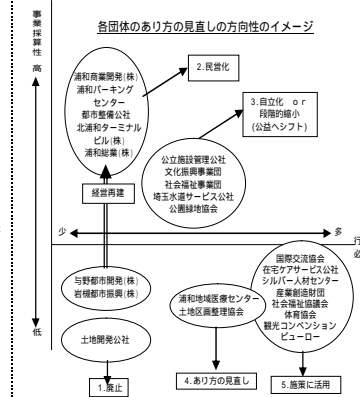 各団体のあり方の見直しの方向性のイメージ
事業採算性 高
低
浦和商業開発(株)
浦和パーキング
センター
都市整備公社
北浦和ターミナル
ビル(株)
浦和総業(株)
2.民営化
3.自立化 or
段階的縮小
(公益へシフト)
公立施設管理公社
文化振興事業団
社会福祉事業団
埼玉水道サービス公社
公園緑地協会
経営再建
少
多
行
必
与野都市開発(株)
岩槻都市振興(株)
土地開発公社
浦和地域医療センター
土地区画整理協会
国際交流協会
在宅ケアサービス公社
シルバー人材センター
産業創造財団
社会福祉協議会
体育協会
観光コンベンション
ビューロー
1.廃止
4.あり方の見直し
5.施策に活用